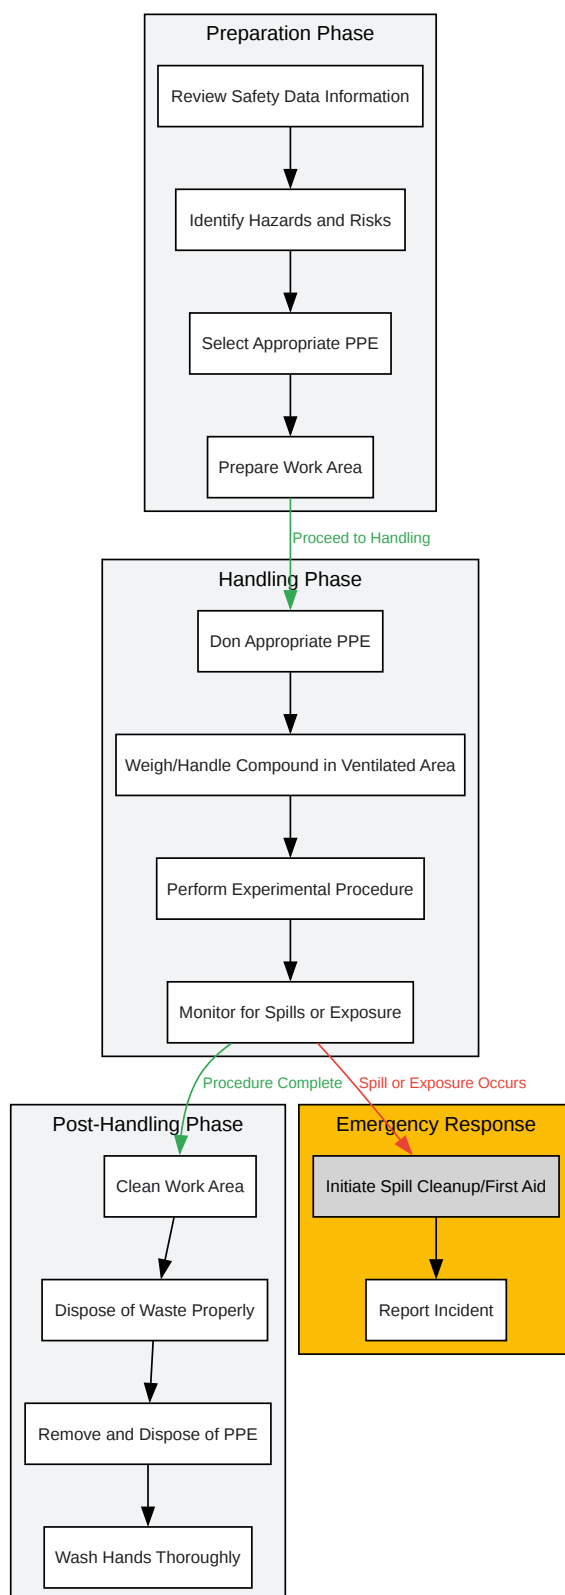 Preparation Phase
Review Safety Data Information
Identify Hazards and Risks
Select Appropriate PPE
Prepare Work Area
Proceed to Handling
Handling Phase
Don Appropriate PPE
Weigh/Handle Compound in Ventilated Area
Perform Experimental Procedure
Monitor for Spills or Exposure
Procedure Complete
Spill or Exposure Occurs
Post-Handling Phase
Clean Work Area
Dispose of Waste Properly
Remove and Dispose of PPE
Wash Hands Thoroughly
Emergency Response
Initiate Spill Cleanup/First Aid
Report Incident